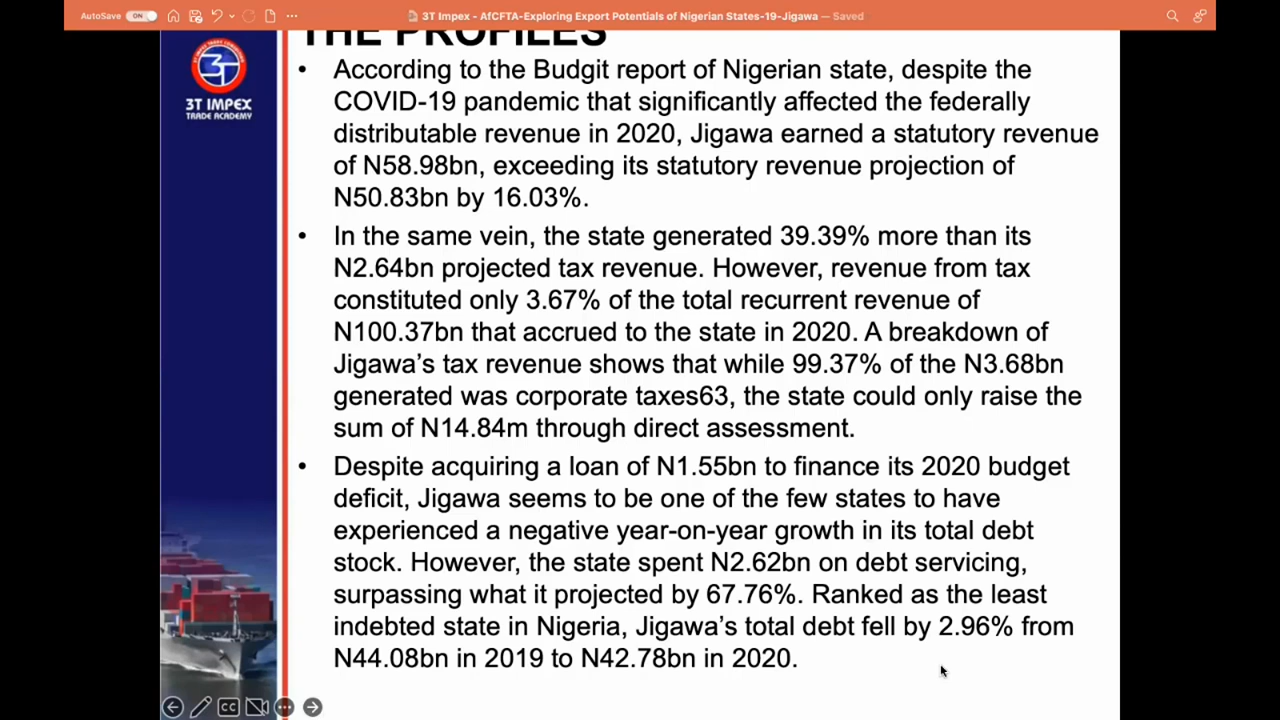 AutoSave ON
3T Impex - AfCFTA-Exploring Export Potentials of Nigerian States-19-Jigawa — Saved
THE PROFILES
3T IMPEX
TRADE ACADEMY
• According to the Budgit report of Nigerian state, despite the
COVID-19 pandemic that significantly affected the federally
distributable revenue in 2020, Jigawa earned a statutory revenue
of N58.98bn, exceeding its statutory revenue projection of
N50.83bn by 16.03%.
• In the same vein, the state generated 39.39% more than its
N2.64bn projected tax revenue. However, revenue from tax
constituted only 3.67% of the total recurrent revenue of
N100.37bn that accrued to the state in 2020. A breakdown of
Jigawa’s tax revenue shows that while 99.37% of the N3.68bn
generated was corporate taxes63, the state could only raise the
sum of N14.84m through direct assessment.
• Despite acquiring a loan of N1.55bn to finance its 2020 budget
deficit, Jigawa seems to be one of the few states to have
experienced a negative year-on-year growth in its total debt
stock. However, the state spent N2.62bn on debt servicing,
surpassing what it projected by 67.76%. Ranked as the least
indebted state in Nigeria, Jigawa’s total debt fell by 2.96% from
N44.08bn in 2019 to N42.78bn in 2020.
CC